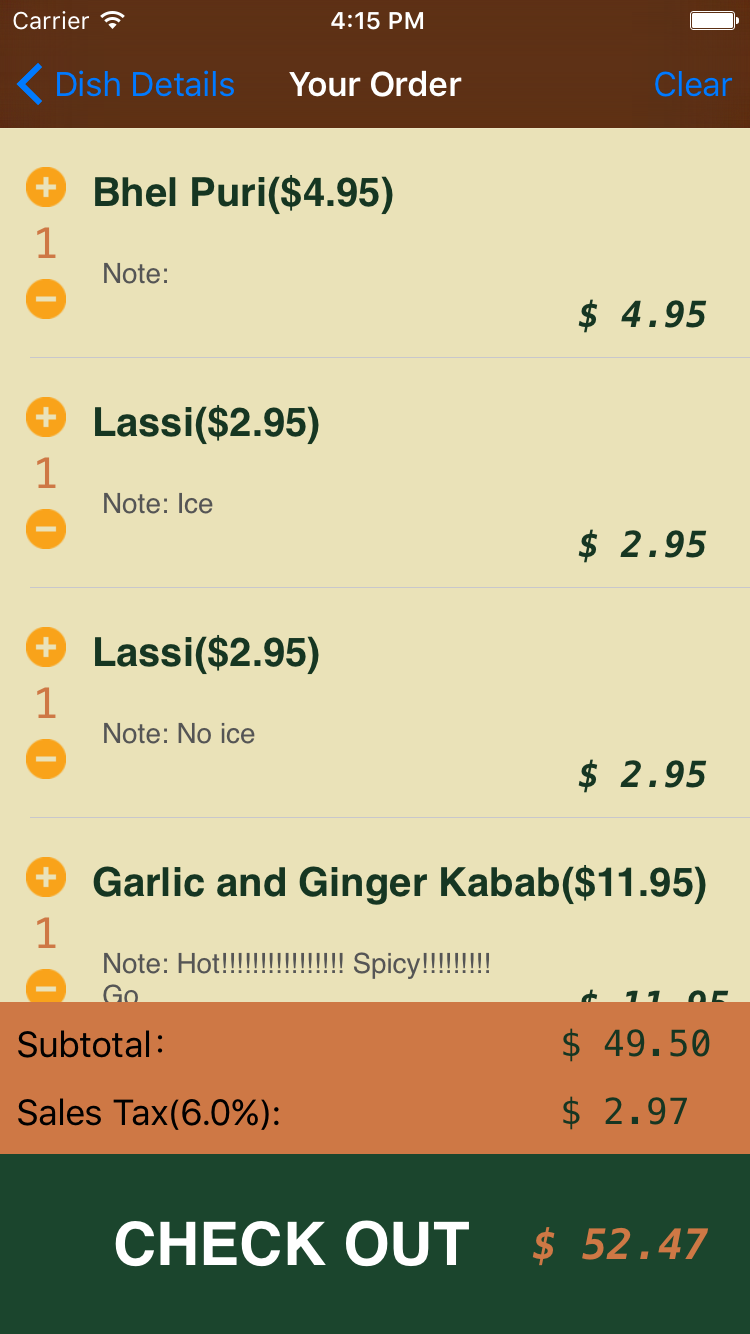 Carrier 4:15 PM
Dish Details Your Order Clear
Bhel Puri($4.95)
1
Note:
$ 4.95
Lassi($2.95)
1
Note: Ice
$ 2.95
Lassi($2.95)
1
Note: No ice
$ 2.95
Garlic and Ginger Kabab($11.95)
1
Note: Hot!!!!!!!!!!!!!!!! Spicy!!!!!!!!!
Go
$ 11.95
Subtotal: $ 49.50
Sales Tax(6.0%): $ 2.97
CHECK OUT $ 52.47